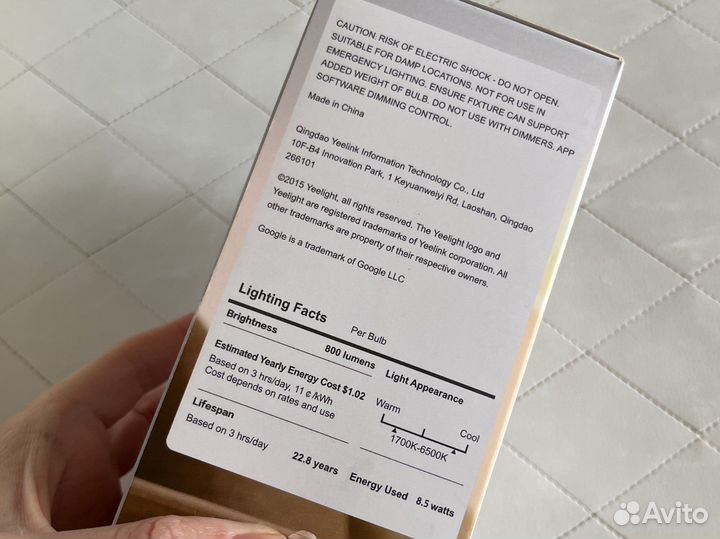 CAUTION: RISK OF ELECTRIC SHOCK - DO NOT OPEN.
SUITABLE FOR DAMP LOCATIONS. NOT FOR USE IN
EMERGENCY LIGHTING. ENSURE FIXTURE CAN SUPPORT
ADDED WEIGHT OF BULB. DO NOT USE WITH DIMMERS. APP
SOFTWARE DIMMING CONTROL.
Made in China
Qingdao Yeelink Information Technology Co., Ltd
10F-B4 Innovation Park, 1 Keyuanweiyi Rd, Laoshan, Qingdao
266101
©2015 Yeelight, all rights reserved. The Yeelight logo and
Yeelight are registered trademarks of Yeelink corporation. All
other trademarks are property of their respective owners.
Google is a trademark of Google LLC
Lighting Facts Per Bulb
Brightness 800 lumens
Estimated Yearly Energy Cost $1.02
Based on 3 hrs/day, 11 ¢/kWh
Cost depends on rates and use
Lifespan
Based on 3 hrs/day 22.8 years
Light Appearance
Warm Cool
1700K-6500K
Energy Used 8.5 watts
Avito